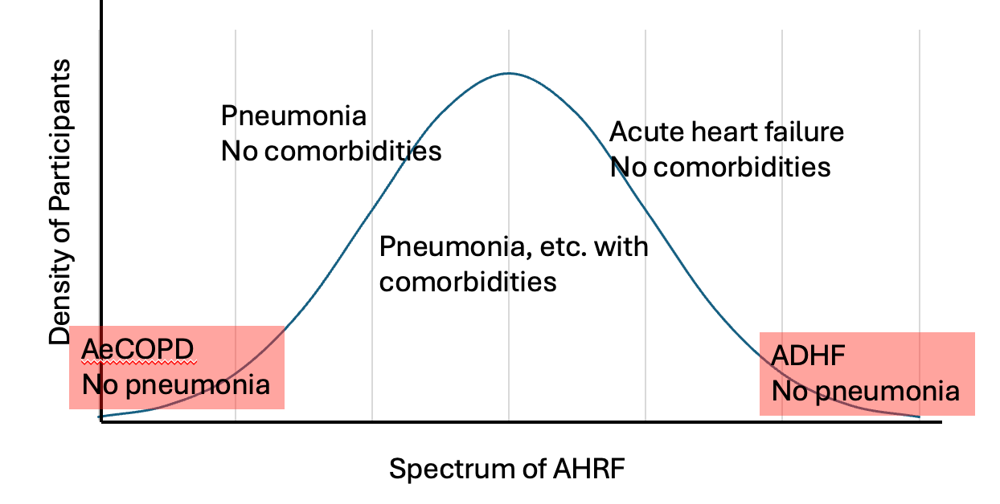 Density of Participants
Pneumonia
No comorbidities
Acute heart failure
No comorbidities
Pneumonia, etc. with
comorbidities
AeCOPD
No pneumonia
ADHF
No pneumonia
Spectrum of AHRF